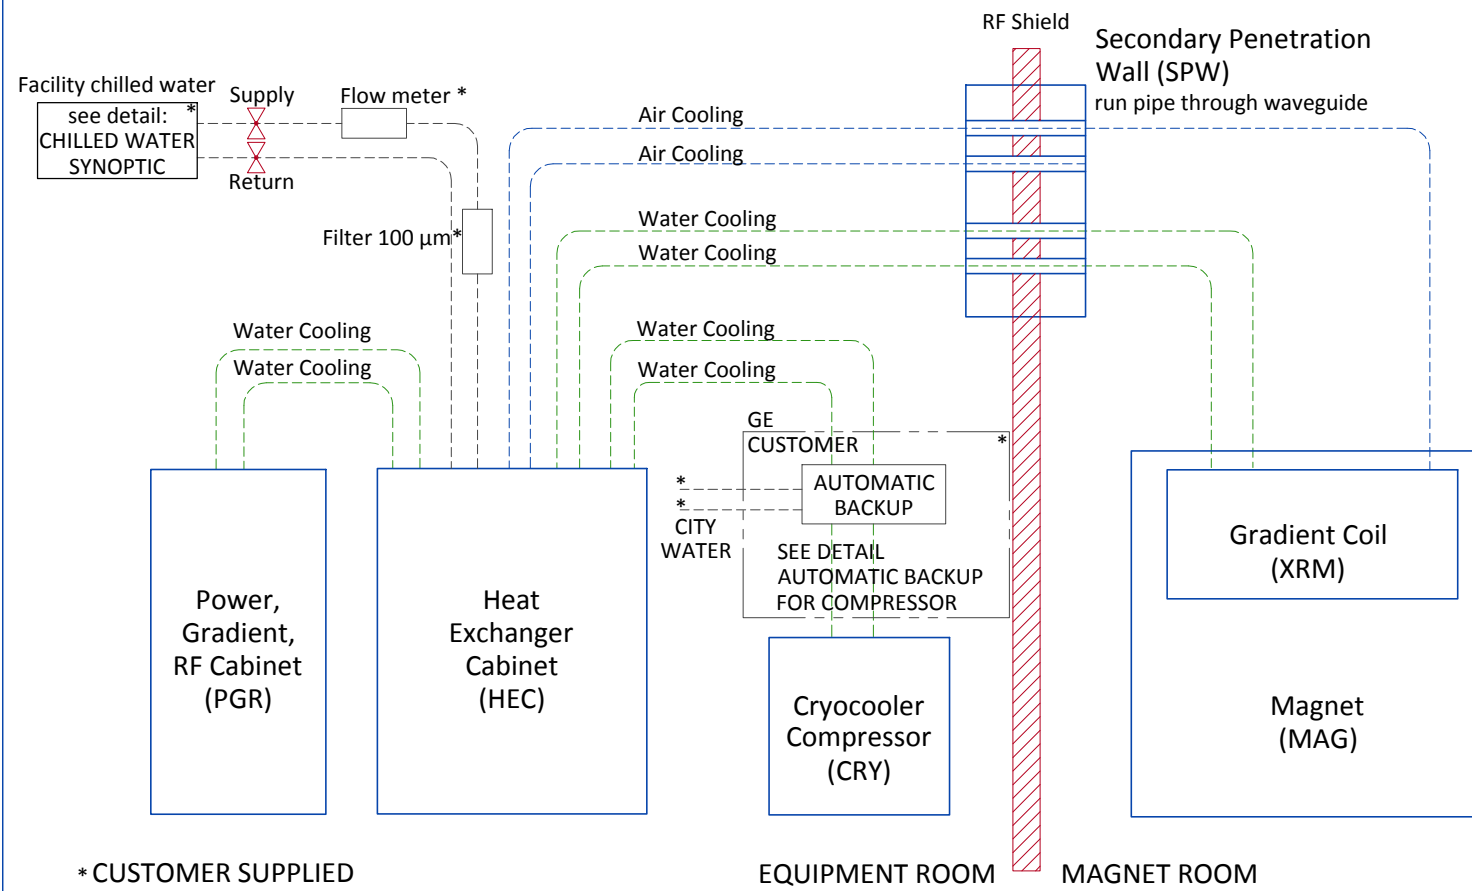 RF Shield
Secondary Penetration
Wall (SPW)
run pipe through waveguide
Facility chilled water
see detail: *
CHILLED WATER
SYNOPTIC
Supply
Return
Flow meter *
Filter 100 µm*
Air Cooling
Air Cooling
Water Cooling
Water Cooling
Water Cooling
Water Cooling
Water Cooling
Water Cooling
GE
CUSTOMER *
AUTOMATIC
BACKUP
*
*
CITY
WATER
SEE DETAIL
AUTOMATIC BACKUP
FOR COMPRESSOR
Power,
Gradient,
RF Cabinet
(PGR)
Heat
Exchanger
Cabinet
(HEC)
Cryocooler
Compressor
(CRY)
Gradient Coil
(XRM)
Magnet
(MAG)
* CUSTOMER SUPPLIED
EQUIPMENT ROOM
MAGNET ROOM